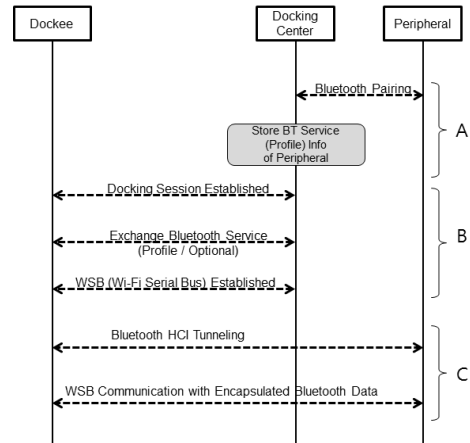 Dockee
Docking
Center
Peripheral
Bluetooth Pairing
A
Store BT Service
(Profile) Info
of Peripheral
Docking Session Established
B
Exchange Bluetooth Service
(Profile / Optional)
WSB (Wi-Fi Serial Bus) Established
Bluetooth HCI Tunneling
C
WSB Communication with Encapsulated Bluetooth Data